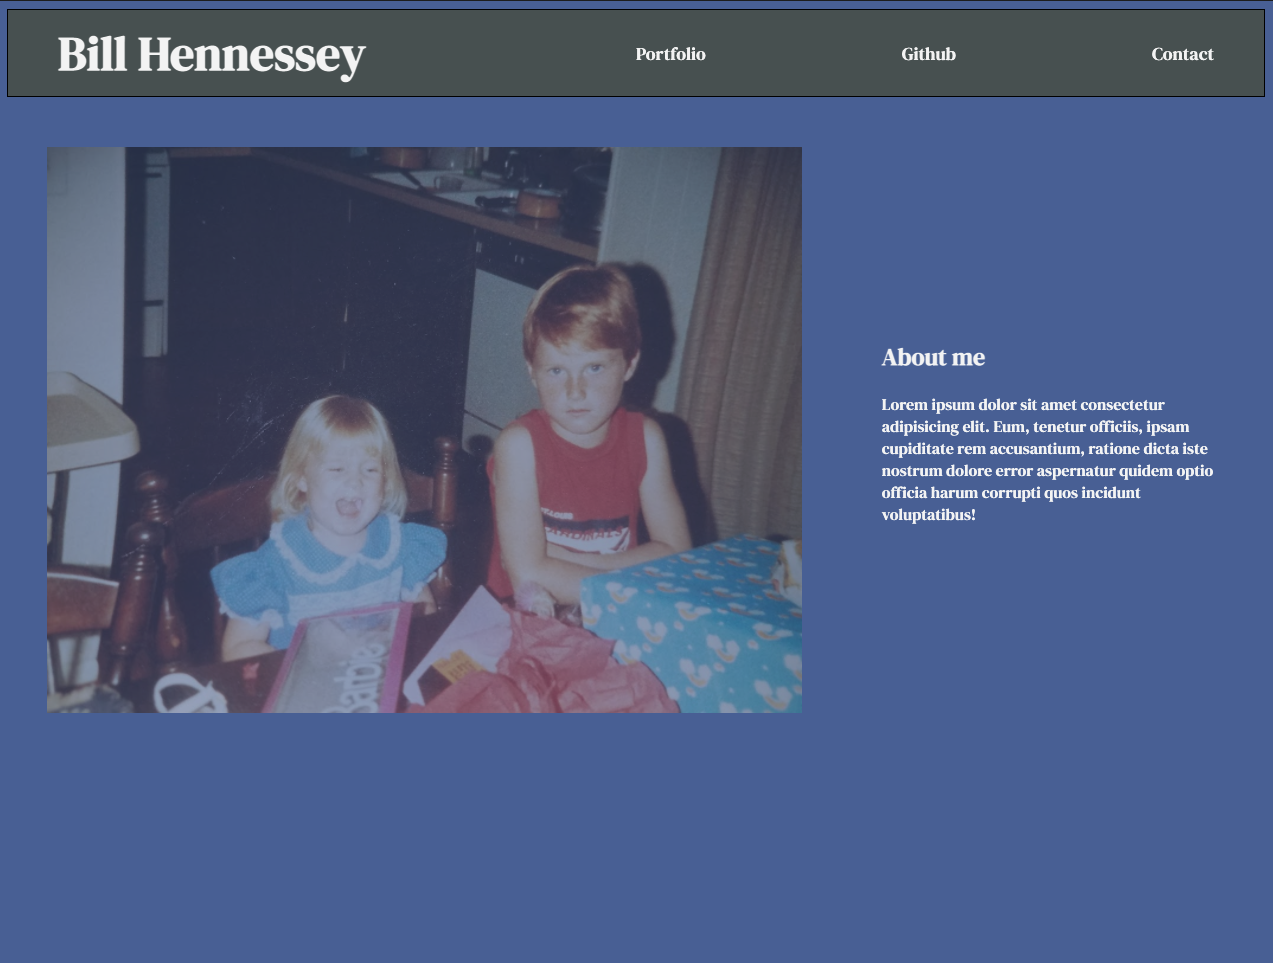 Bill Hennessey
Portfolio
Github
Contact
About me
Lorem ipsum dolor sit amet consectetur
adipisicing elit. Eum, tenetur officiis, ipsam
cupiditate rem accusantium, ratione dicta iste
nostrum dolore error aspernatur quidem optio
officia harum corrupti quos incidunt
voluptatibus!
Barbie